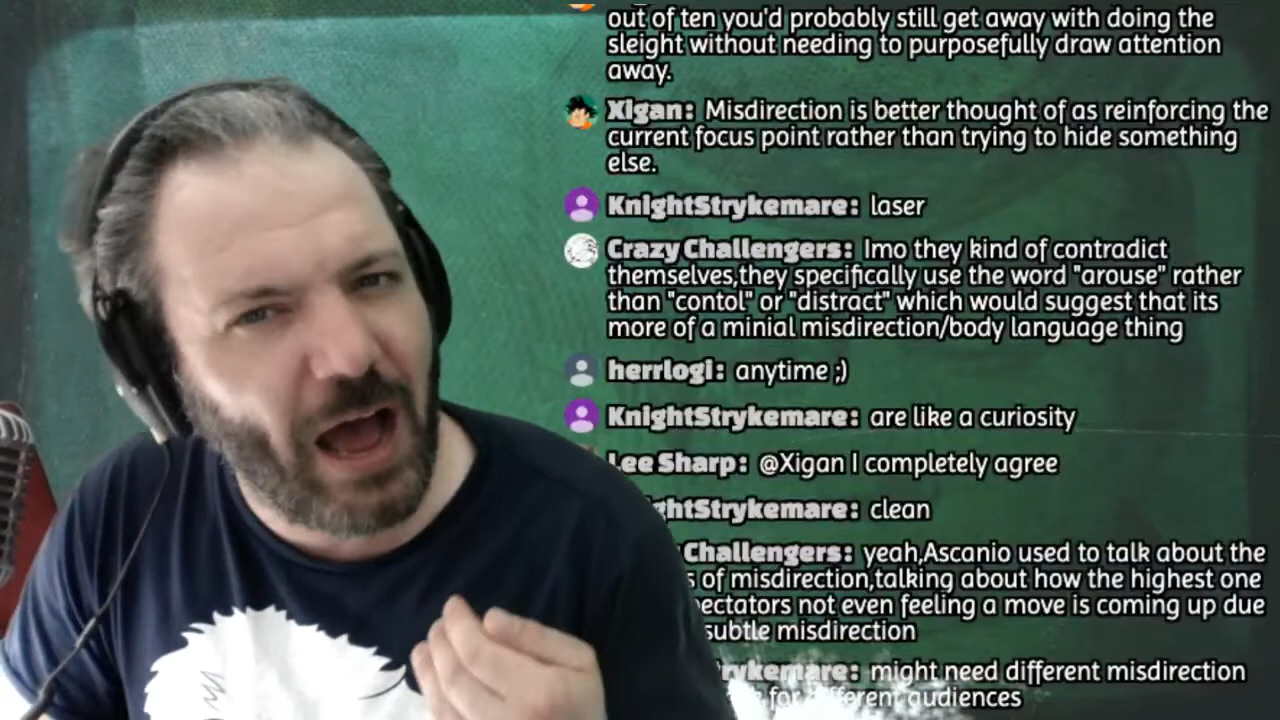 out of ten you'd probably still get away with doing the
sleight without needing to purposefully draw attention
away.
Xigan: Misdirection is better thought of as reinforcing the
current focus point rather than trying to hide something
else.
KnightStrykemare: laser
Crazy Challengers: Imo they kind of contradict
themselves,they specifically use the word "arouse" rather
than "contol" or "distract" which would suggest that its
more of a minial misdirection/body language thing
herrlogi: anytime ;)
KnightStrykemare: are like a curiosity
Lee Sharp: @Xigan I completely agree
ghtStrykemare: clean
Challengers: yeah,Ascanio used to talk about the
s of misdirection,talking about how the highest one
pectators not even feeling a move is coming up due
subtle misdirection
rykemare: might need different misdirection
for different audiences